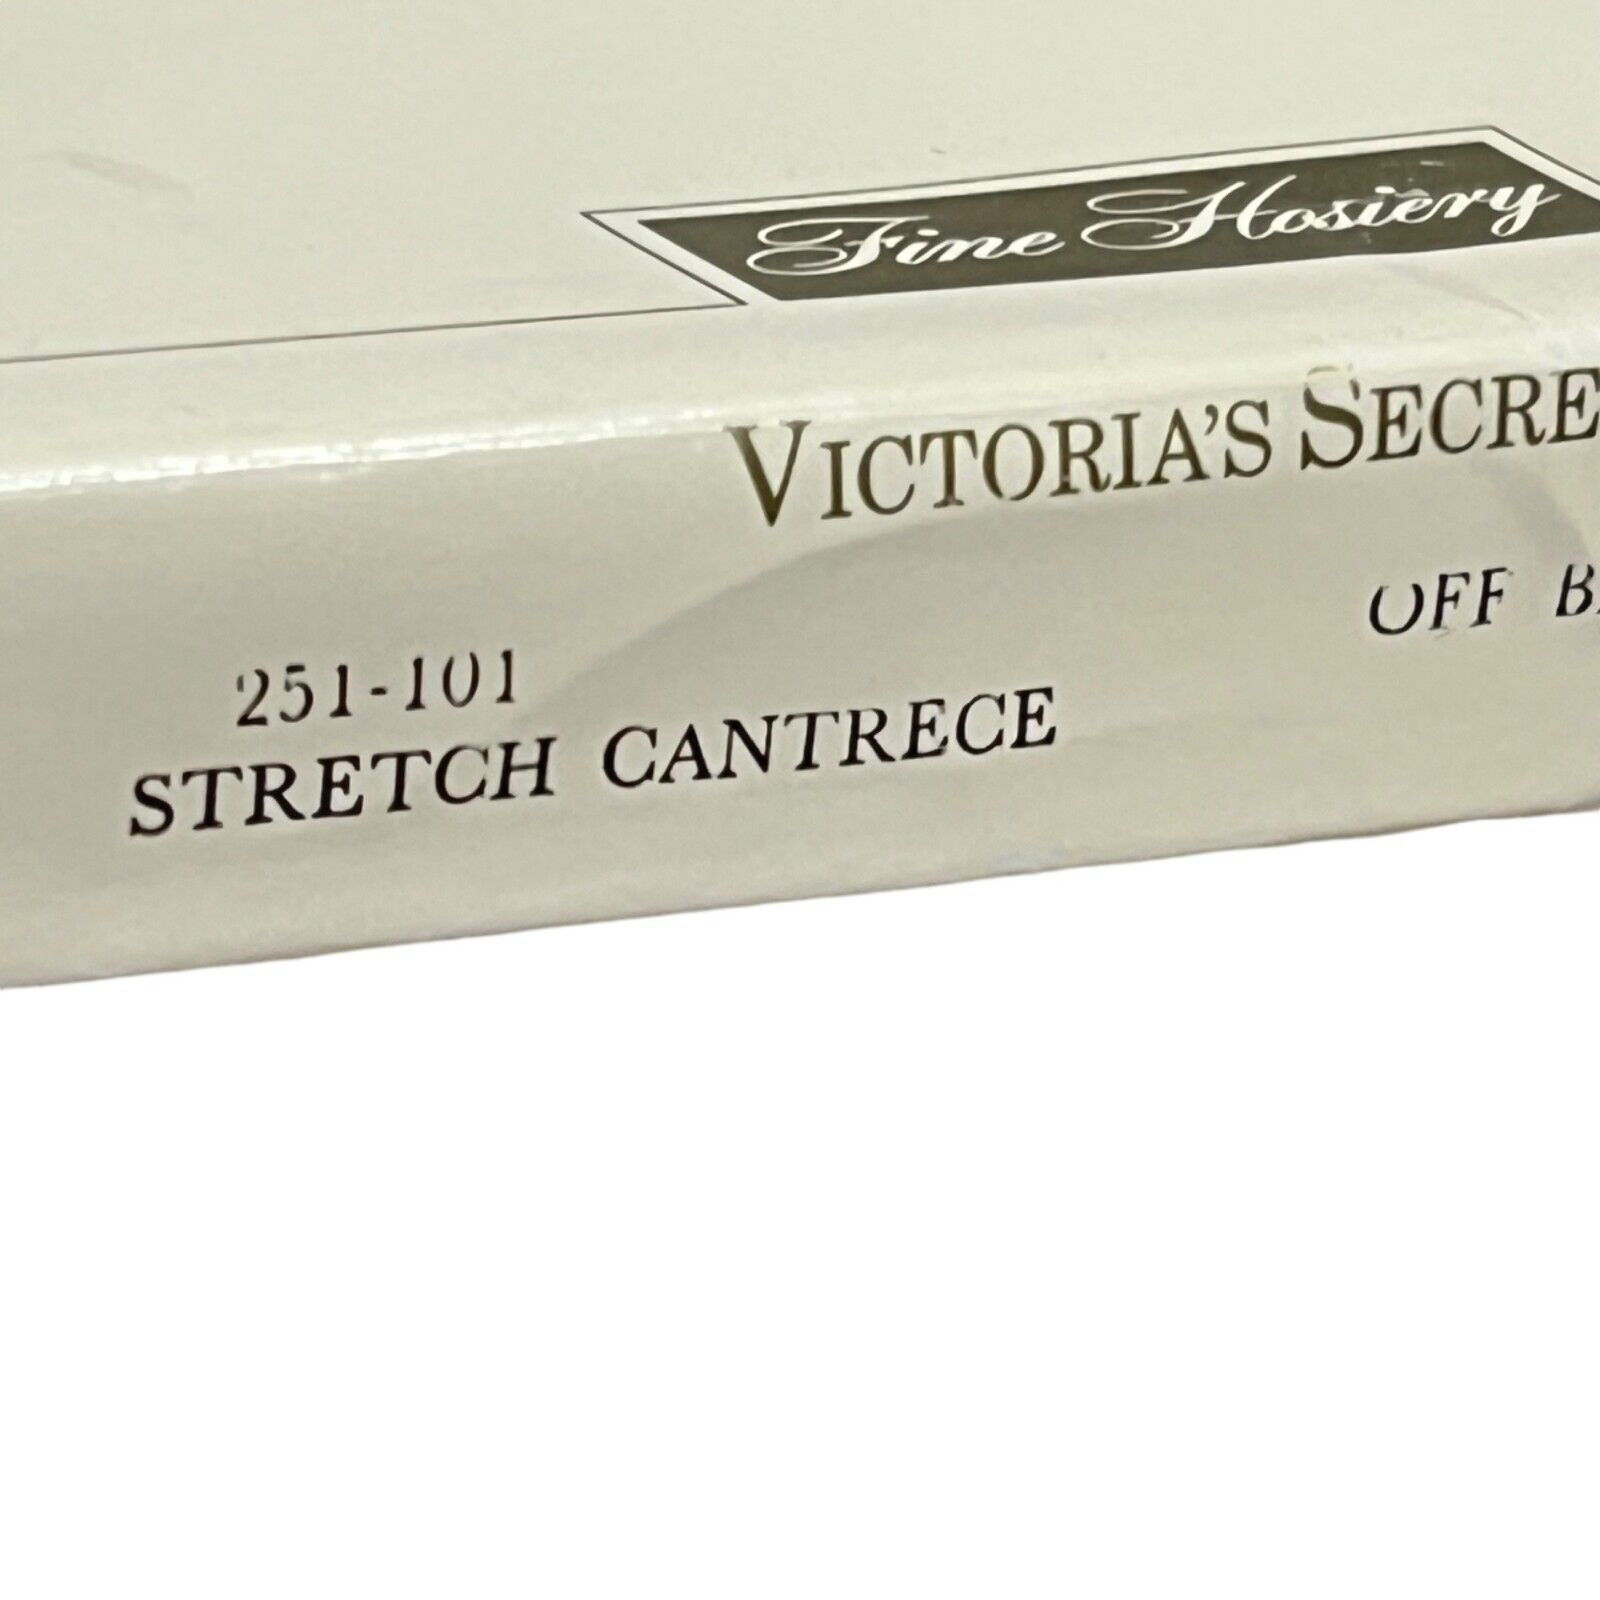 Fine Hosiery
VICTORIA'S SECRE
OFF
251-101
STRETCH CANTRECE